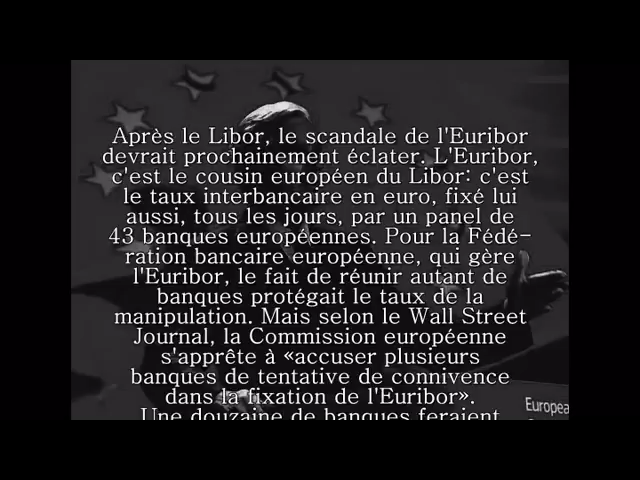 Après le Libor, le scandale de l'Euribor
devrait prochainement éclater. L'Euribor,
c'est le cousin européen du Libor: c'est
le taux interbancaire en euro, fixé lui
aussi, tous les jours, par un panel de
43 banques européennes. Pour la Fédé-
ration bancaire européenne, qui gère
l'Euribor, le fait de réunir autant de
banques protégait le taux de la
manipulation. Mais selon le Wall Street
Journal, la Commission européenne
s'apprête à «accuser plusieurs
banques de tentative de connivence
dans la fixation de l'Euribor».
Une douzaine de banques feraient